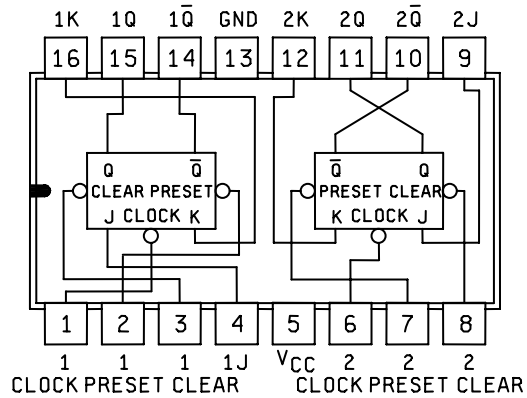 1K 1Q 1Q̅ GND 2K 2Q 2Q̅ 2J
16 15 14 13 12 11 10 9
Q Q̅ Q̅ Q
CLEAR PRESET PRESET CLEAR
J CLOCK K K CLOCK J
1 2 3 4 5 6 7 8
1 1 1 1J VCC 2 2 2
CLOCK PRESET CLEAR CLOCK PRESET CLEAR